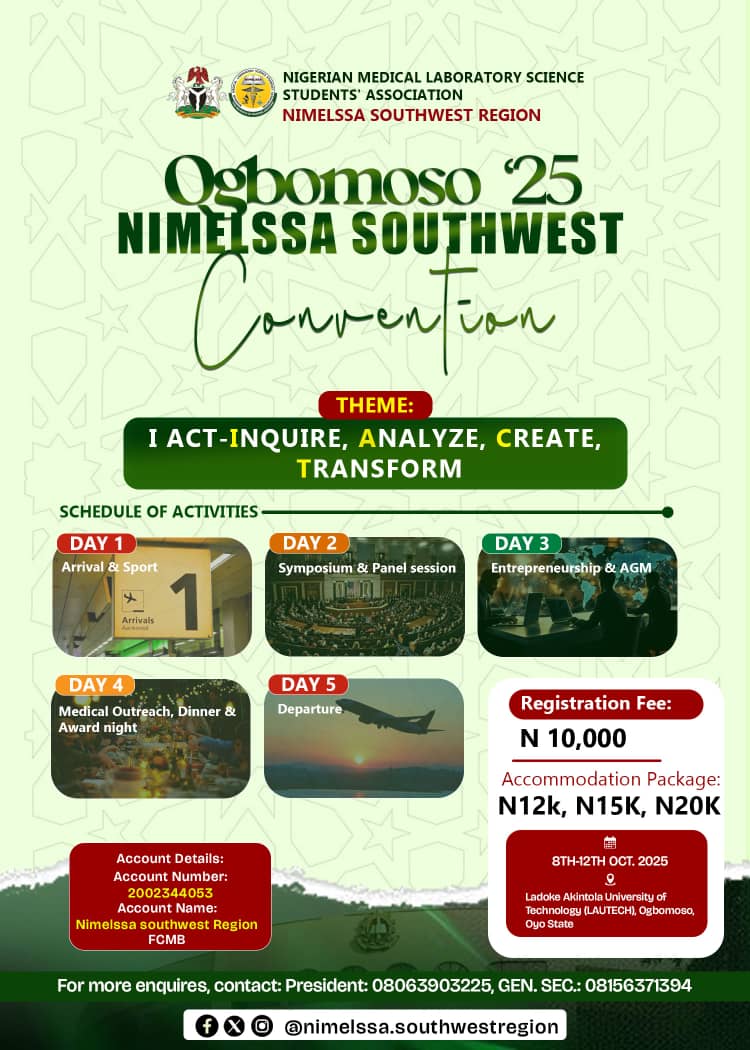 NIGERIAN MEDICAL LABORATORY SCIENCE
STUDENTS' ASSOCIATION
NIMELSSA SOUTHWEST REGION
Ogbomoso '25
NIMELSSA SOUTHWEST
Convention
THEME:
I ACT-INQUIRE, ANALYZE, CREATE,
TRANSFORM
SCHEDULE OF ACTIVITIES
DAY 1
Arrival & Sport
1
Arrivals
DAY 2
Symposium & Panel session
DAY 3
Entrepreneurship & AGM
DAY 4
Medical Outreach, Dinner &
Award night
DAY 5
Departure
Registration Fee:
N 10,000
Accommodation Package:
N12k, N15K, N20K
8TH-12TH OCT. 2025
Ladoke Akintola University of
Technology (LAUTECH), Ogbomoso,
Oyo State
Account Details:
Account Number:
2002344053
Account Name:
Nimelssa southwest Region
FCMB
For more enquires, contact: President: 08063903225, GEN. SEC.: 08156371394
@nimelssa.southwestregion